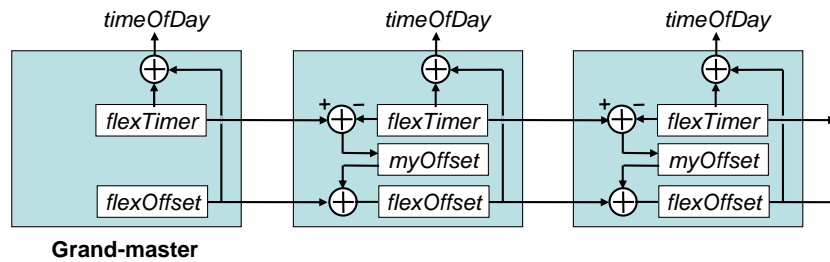 timeOfDay timeOfDay timeOfDay
+ − + −
flexTimer flexTimer flexTimer
myOffset myOffset
flexOffset flexOffset flexOffset
Grand-master